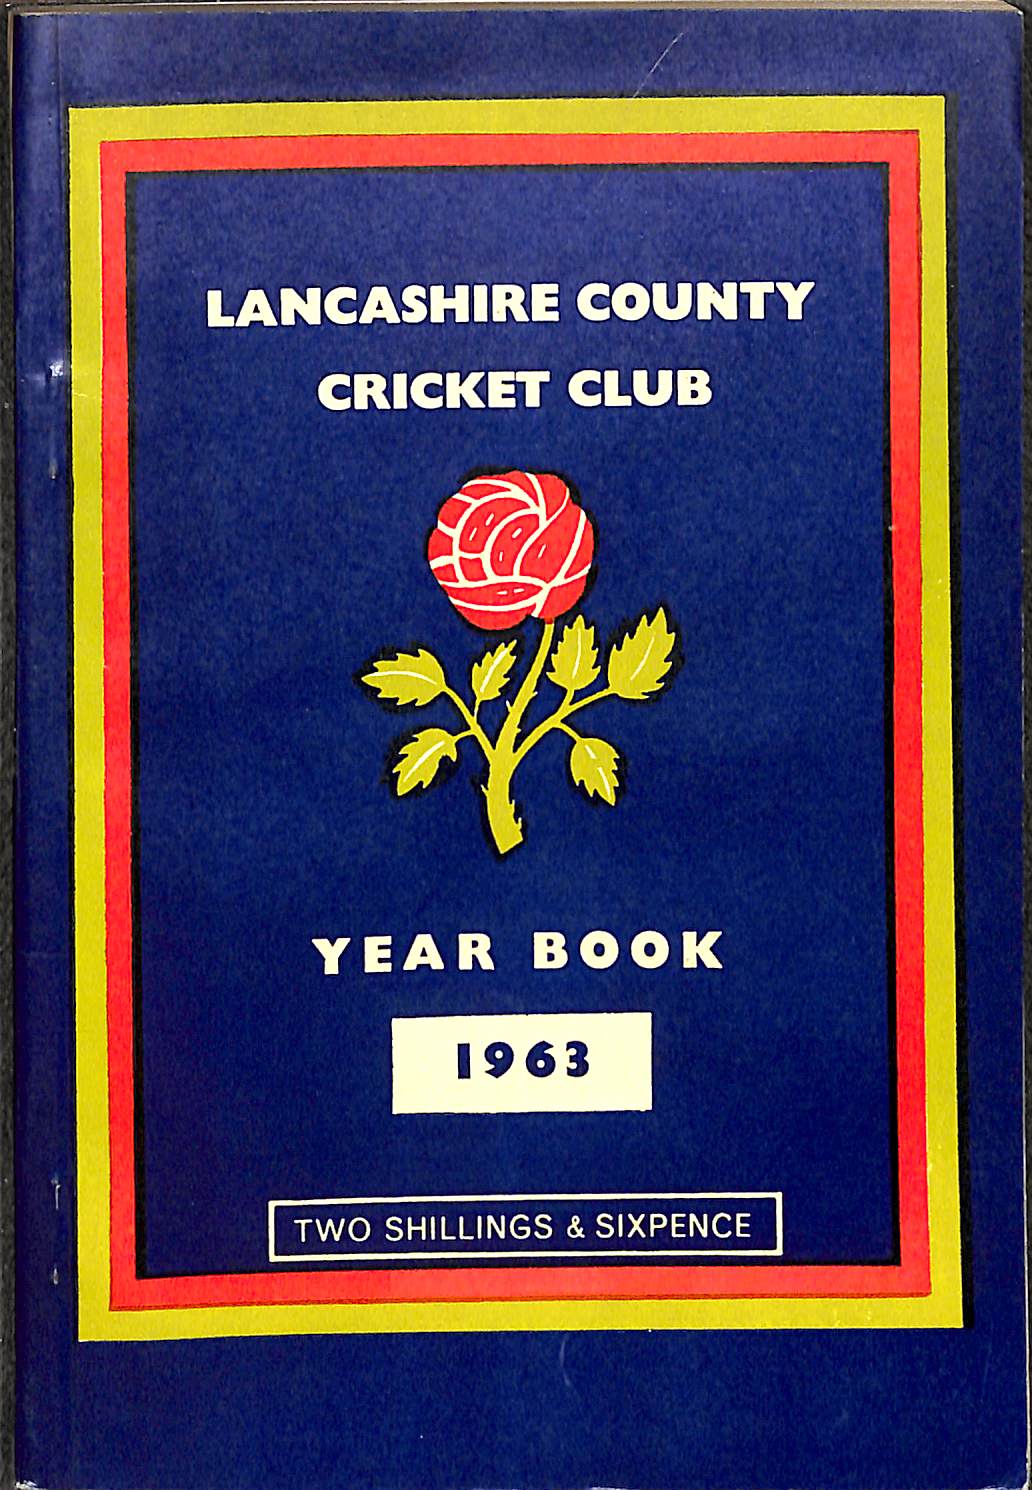 LANCASHIRE COUNTY
CRICKET CLUB
YEAR BOOK
1963
TWO SHILLINGS & SIXPENCE